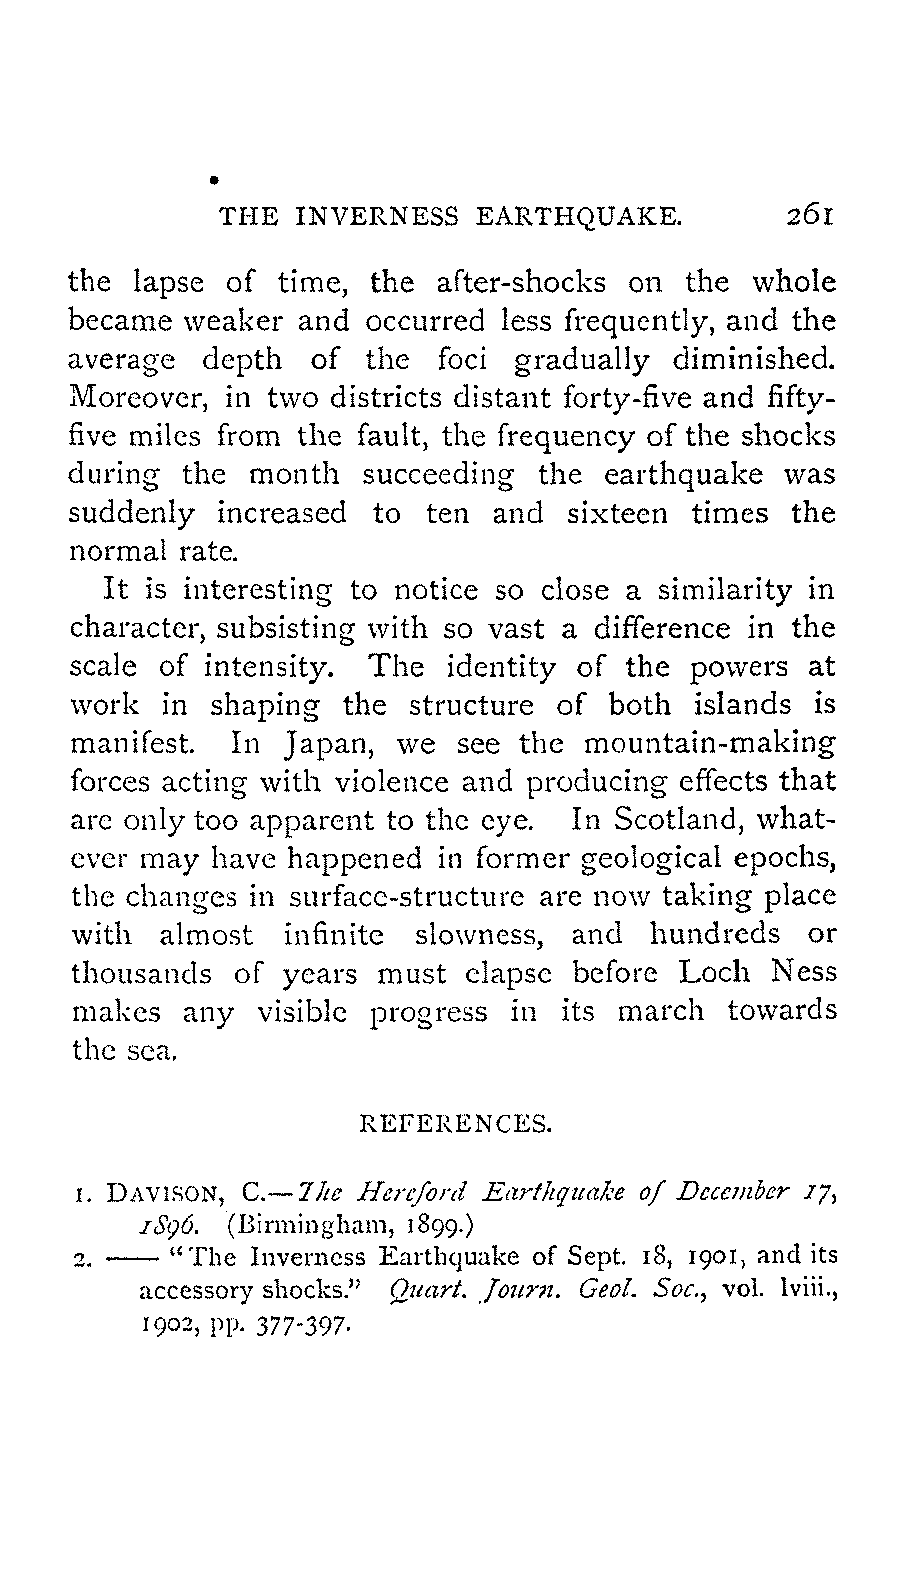 THE INVERNESS EARTHQUAKE. 261
the lapse of time, the after-shocks on the whole
became weaker and occurred less frequently, and the
average depth of the foci gradually diminished.
Moreover, in two districts distant forty-five and fifty-
five miles from the fault, the frequency of the shocks
during the month succeeding the earthquake was
suddenly increased to ten and sixteen times the
normal rate.
It is interesting to notice so close a similarity in
character, subsisting with so vast a difference in the
scale of intensity. The identity of the powers at
work in shaping the structure of both islands is
manifest. In Japan, we see the mountain-making
forces acting with violence and producing effects that
are only too apparent to the eye. In Scotland, what-
ever may have happened in former geological epochs,
the changes in surface-structure are now taking place
with almost infinite slowness, and hundreds or
thousands of years must elapse before Loch Ness
makes any visible progress in its march towards
the sea.
REFERENCES.
1. DAVISON, C.—The Hereford Earthquake of December 17,
1896. (Birmingham, 1899.)
2. —— "The Inverness Earthquake of Sept. 18, 1901, and its
accessory shocks." Quart. Journ. Geol. Soc., vol. lviii.,
1902, pp. 377-397.